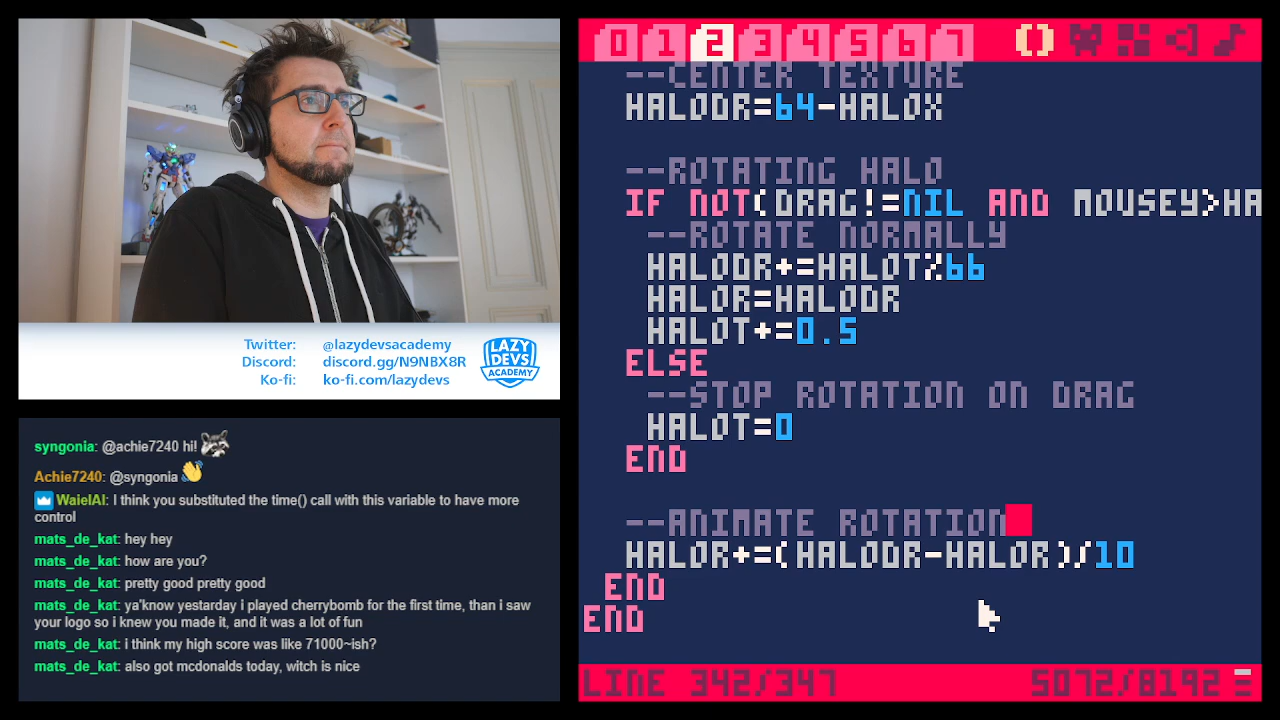 Twitter: @lazydevsacademy
Discord: discord.gg/N9NBX8R
Ko-fi: ko-fi.com/lazydevs
LAZY
DEVS
ACADEMY
syngonia: @achie7240 hi!
Achie7240: @syngonia
WaielAI: I think you substituted the time() call with this variable to have more
control
mats_de_kat: hey hey
mats_de_kat: how are you?
mats_de_kat: pretty good pretty good
mats_de_kat: ya'know yestarday i played cherrybomb for the first time, than i saw
your logo so i knew you made it, and it was a lot of fun
mats_de_kat: i think my high score was like 71000~ish?
mats_de_kat: also got mcdonalds today, witch is nice
0 1 2 3 4 5 6 7 ()
--CENTER TEXTURE
HALODR=64-HALOX
--ROTATING HALO
IF NOT(DRAG!=NIL AND MOUSEY>HA
--ROTATE NORMALLY
HALODR+=HALOT%66
HALOR=HALODR
HALOT+=0.5
ELSE
--STOP ROTATION ON DRAG
HALOT=0
END
--ANIMATE ROTATION
HALOR+=(HALODR-HALOR)/10
END
END
LINE 342/347 5072/8192